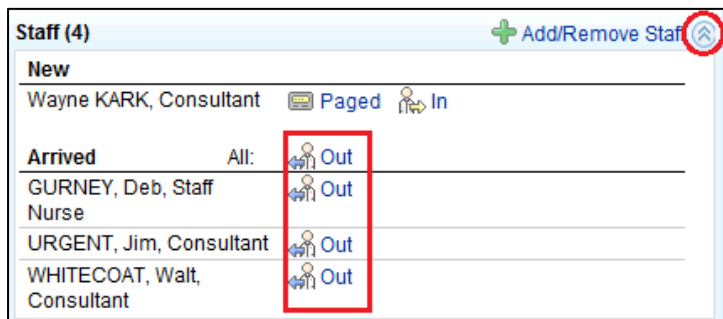 Staff (4) Add/Remove Staff
New
Wayne KARK, Consultant Paged In
Arrived All: Out
GURNEY, Deb, Staff Out
Nurse
URGENT, Jim, Consultant Out
WHITECOAT, Walt, Out
Consultant